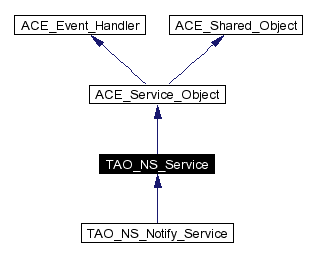 ACE_Event_Handler
ACE_Shared_Object
ACE_Service_Object
TAO_NS_Service
TAO_NS_Notify_Service